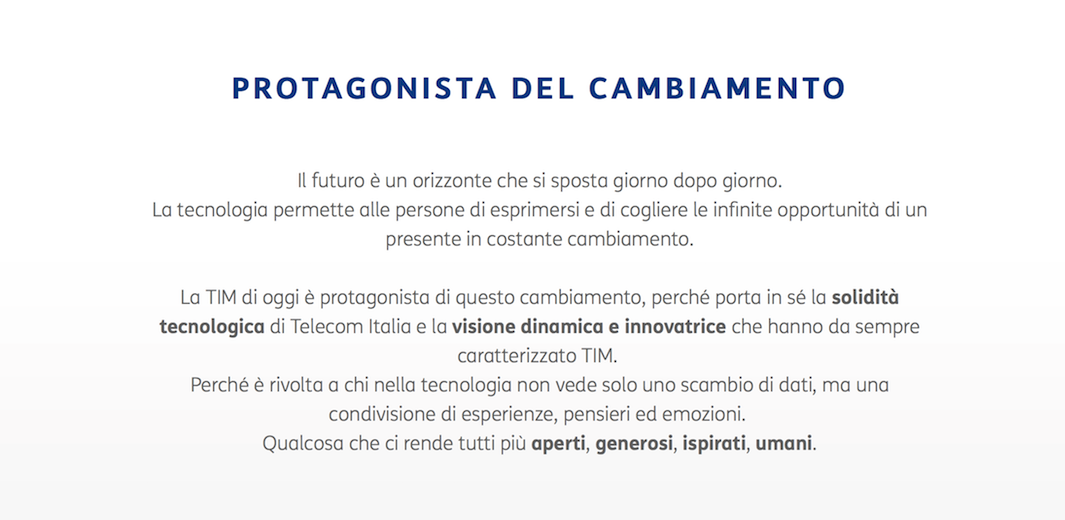 PROTAGONISTA DEL CAMBIAMENTO
Il futuro è un orizzonte che si sposta giorno dopo giorno.
La tecnologia permette alle persone di esprimersi e di cogliere le infinite opportunità di un
presente in costante cambiamento.
La TIM di oggi è protagonista di questo cambiamento, perché porta in sé la solidità
tecnologica di Telecom Italia e la visione dinamica e innovatrice che hanno da sempre
caratterizzato TIM.
Perché è rivolta a chi nella tecnologia non vede solo uno scambio di dati, ma una
condivisione di esperienze, pensieri ed emozioni.
Qualcosa che ci rende tutti più aperti, generosi, ispirati, umani.